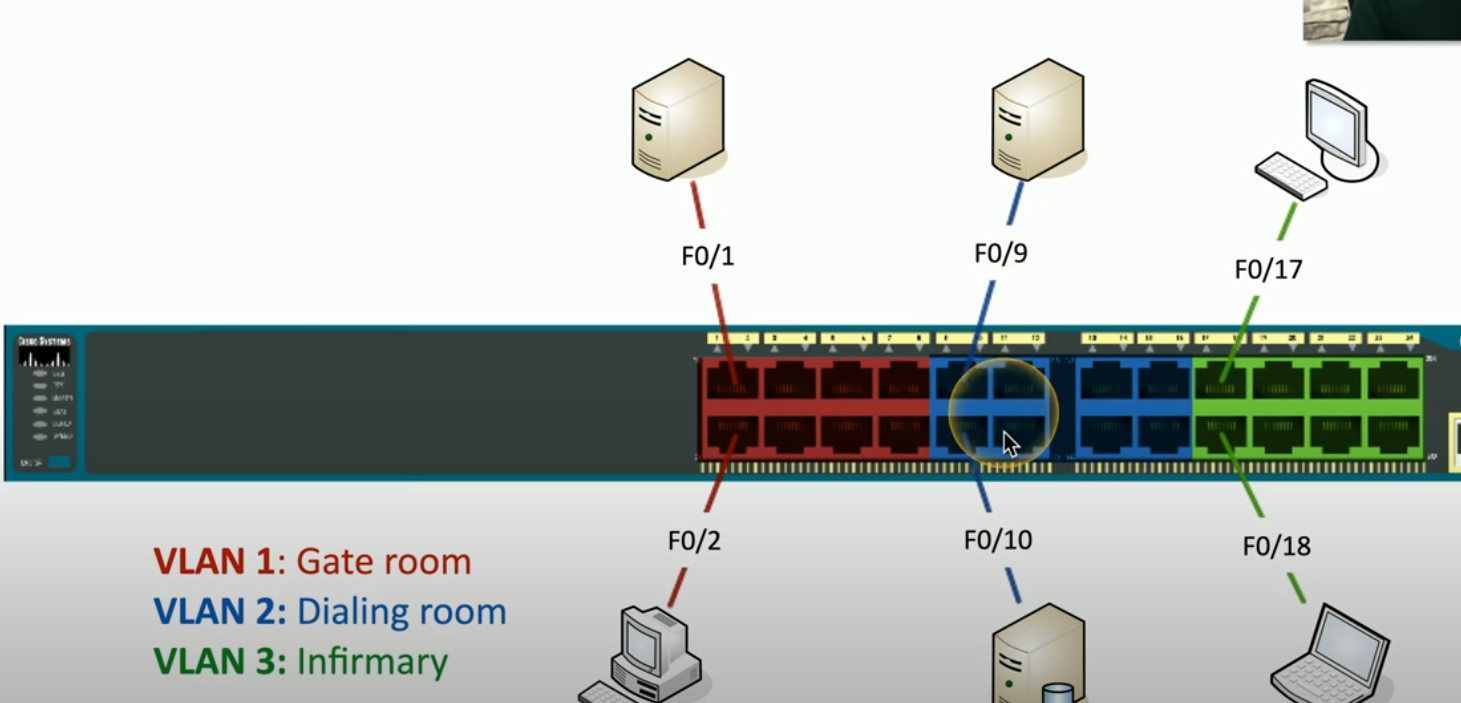 F0/1
F0/9
F0/17
CISCO SYSTEMS
1 2 3 4 5 6 7 8 9 10 11 12 13 14 15 16 17 18 19 20 21 22 23 24
F0/2
F0/10
F0/18
VLAN 1: Gate room
VLAN 2: Dialing room
VLAN 3: Infirmary